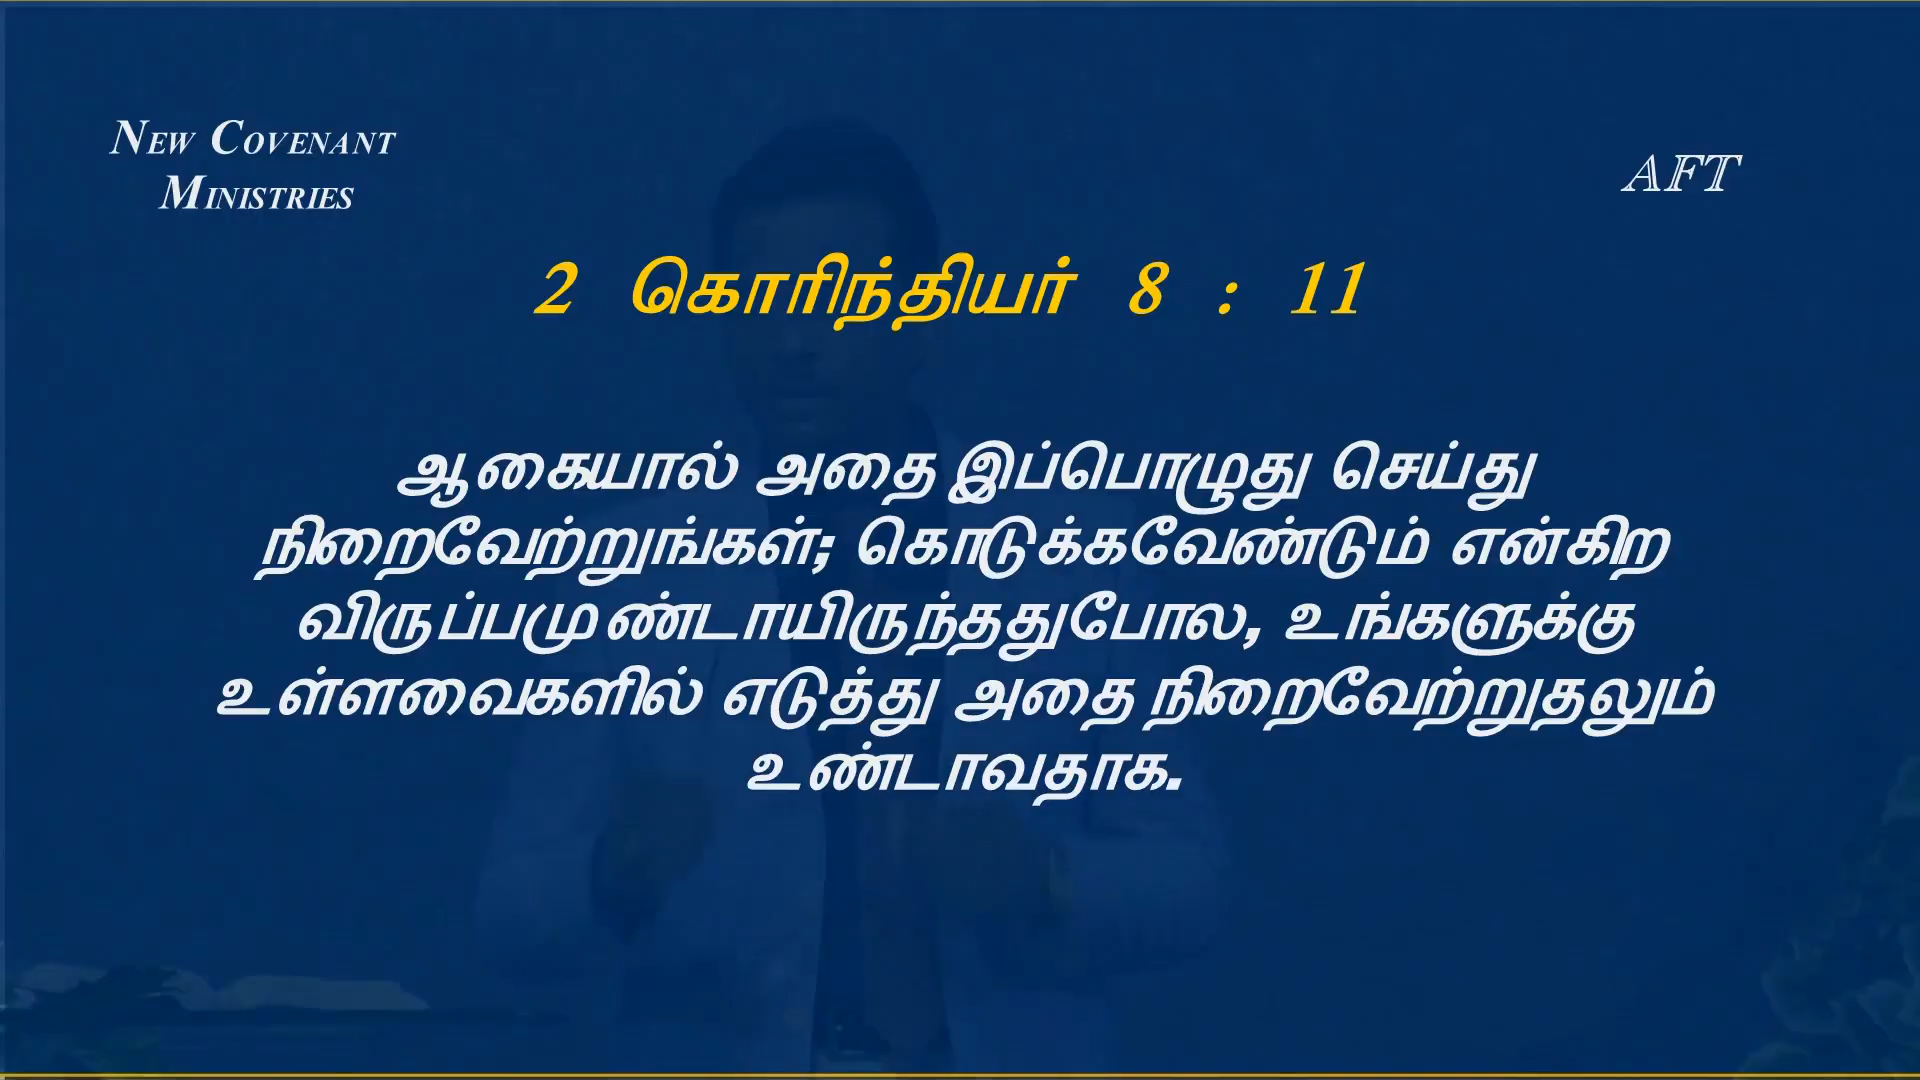 NEW COVENANT
MINISTRIES
AFT
2 கொரிந்தியர் 8 : 11
ஆகையால் அதை இப்பொழுது செய்து
நிறைவேற்றுங்கள்; கொடுக்கவேண்டும் என்கிற
விருப்பமுண்டாயிருந்ததுபோல, உங்களுக்கு
உள்ளவைகளில் எடுத்து அதை நிறைவேற்றுதலும்
உண்டாவதாக.